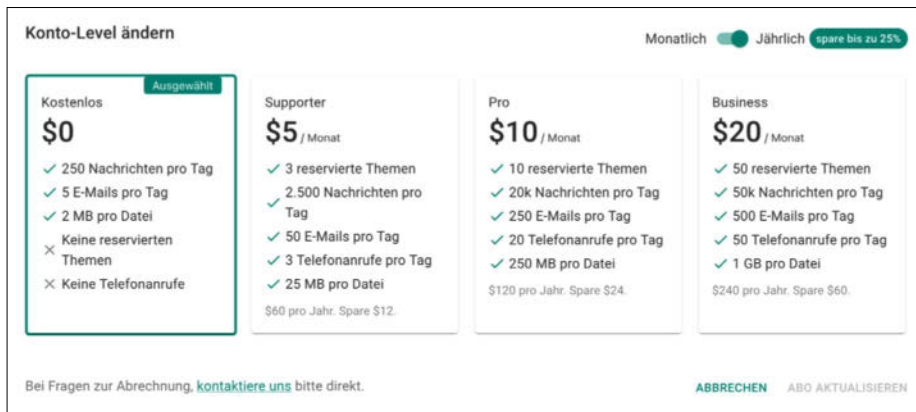 Konto-Level ändern
Monatlich Jährlich spare bis zu 25%
Ausgewählt
Kostenlos
$0
250 Nachrichten pro Tag
5 E-Mails pro Tag
2 MB pro Datei
Keine reservierten
Themen
Keine Telefonanrufe
Supporter
$5 / Monat
3 reservierte Themen
2.500 Nachrichten pro
Tag
50 E-Mails pro Tag
3 Telefonanrufe pro Tag
25 MB pro Datei
$60 pro Jahr. Spare $12.
Pro
$10 / Monat
10 reservierte Themen
20k Nachrichten pro Tag
250 E-Mails pro Tag
20 Telefonanrufe pro Tag
250 MB pro Datei
$120 pro Jahr. Spare $24.
Business
$20 / Monat
50 reservierte Themen
50k Nachrichten pro Tag
500 E-Mails pro Tag
50 Telefonanrufe pro Tag
1 GB pro Datei
$240 pro Jahr. Spare $60.
Bei Fragen zur Abrechnung, kontaktiere uns bitte direkt.
ABBRECHEN ABO AKTUALISIEREN